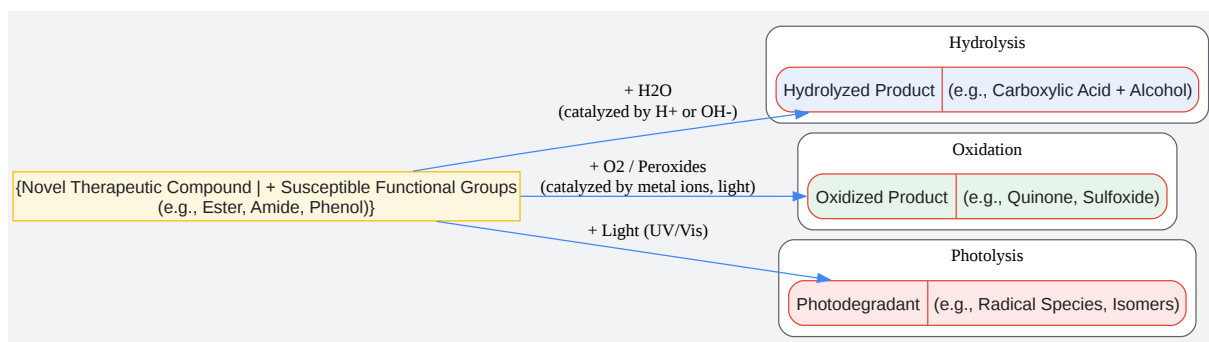 Hydrolysis
Hydrolyzed Product (e.g., Carboxylic Acid + Alcohol)
+ H2O
(catalyzed by H+ or OH-)
Oxidation
+ O2 / Peroxides
(catalyzed by metal ions, light)
{Novel Therapeutic Compound | + Susceptible Functional Groups
(e.g., Ester, Amide, Phenol)}
Oxidized Product (e.g., Quinone, Sulfoxide)
+ Light (UV/Vis)
Photolysis
Photodegradant (e.g., Radical Species, Isomers)